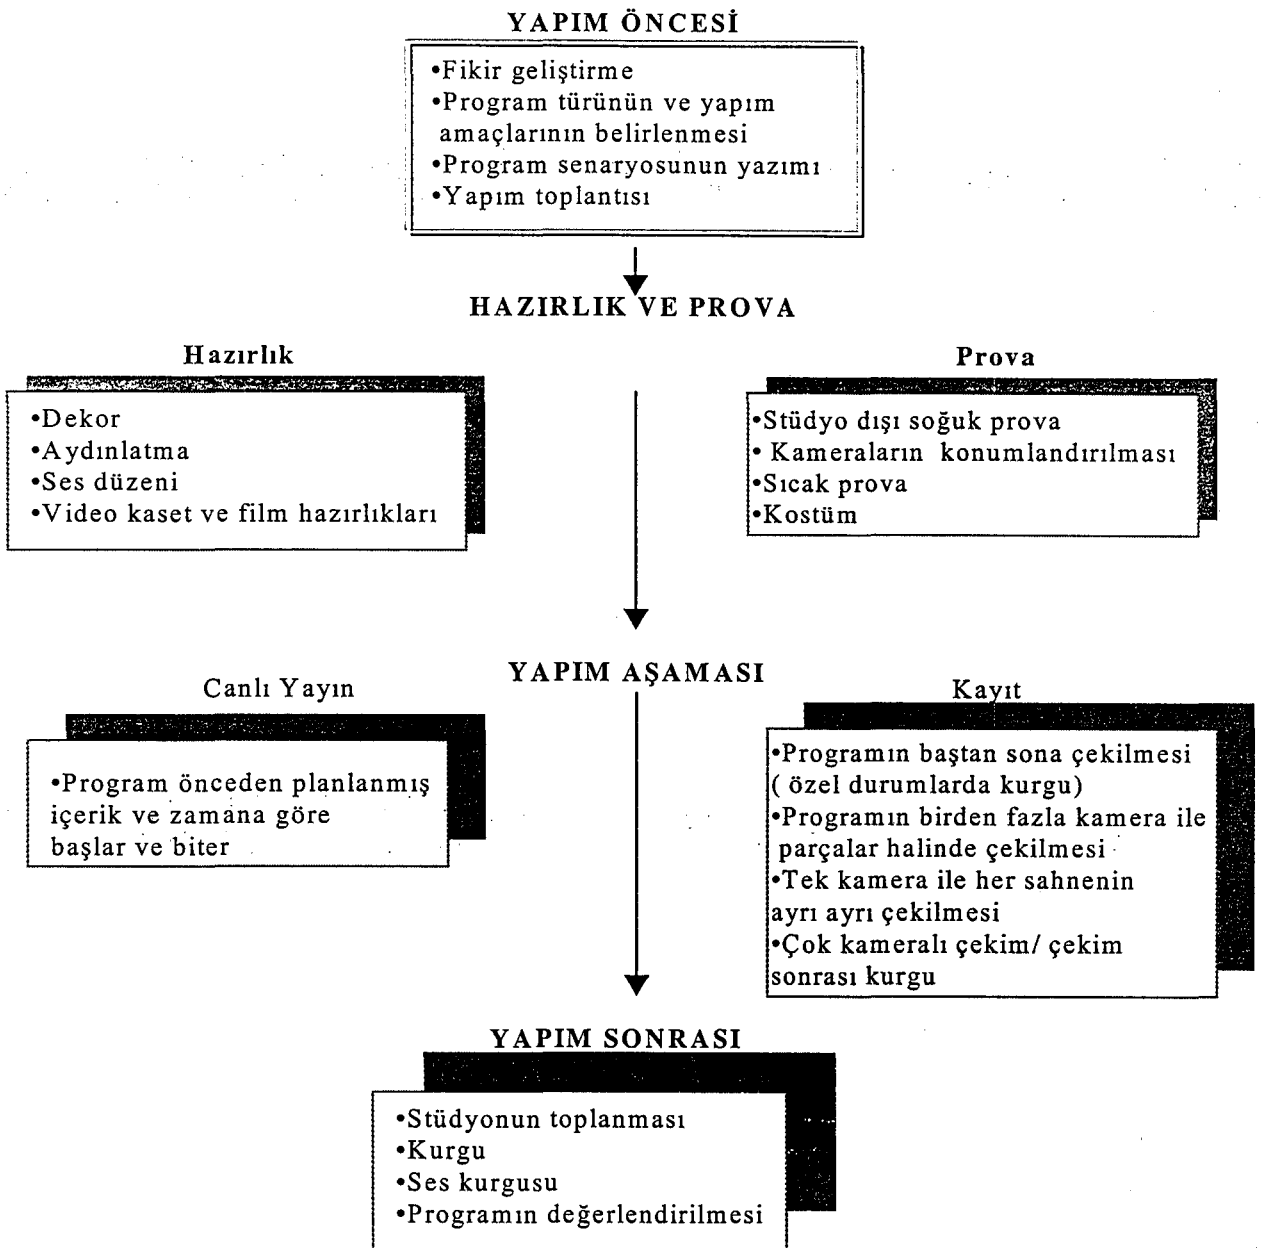 YAPIM ÖNCESİ
•Fikir geliştirme
•Program türünün ve yapım
amaçlarının belirlenmesi
•Program senaryosunun yazımı
•Yapım toplantısı
HAZIRLIK VE PROVA
Hazırlık
•Dekor
•Aydınlatma
•Ses düzeni
•Video kaset ve film hazırlıkları
Prova
•Stüdyo dışı soğuk prova
• Kameraların konumlandırılması
•Sıcak prova
•Kostüm
YAPIM AŞAMASI
Canlı Yayın
•Program önceden planlanmış
içerik ve zamana göre
başlar ve biter
Kayıt
•Programın baştan sona çekilmesi
( özel durumlarda kurgu)
•Programın birden fazla kamera ile
parçalar halinde çekilmesi
•Tek kamera ile her sahnenin
ayrı ayrı çekilmesi
•Çok kameralı çekim/ çekim
sonrası kurgu
YAPIM SONRASI
•Stüdyonun toplanması
•Kurgu
•Ses kurgusu
•Programın değerlendirilmesi